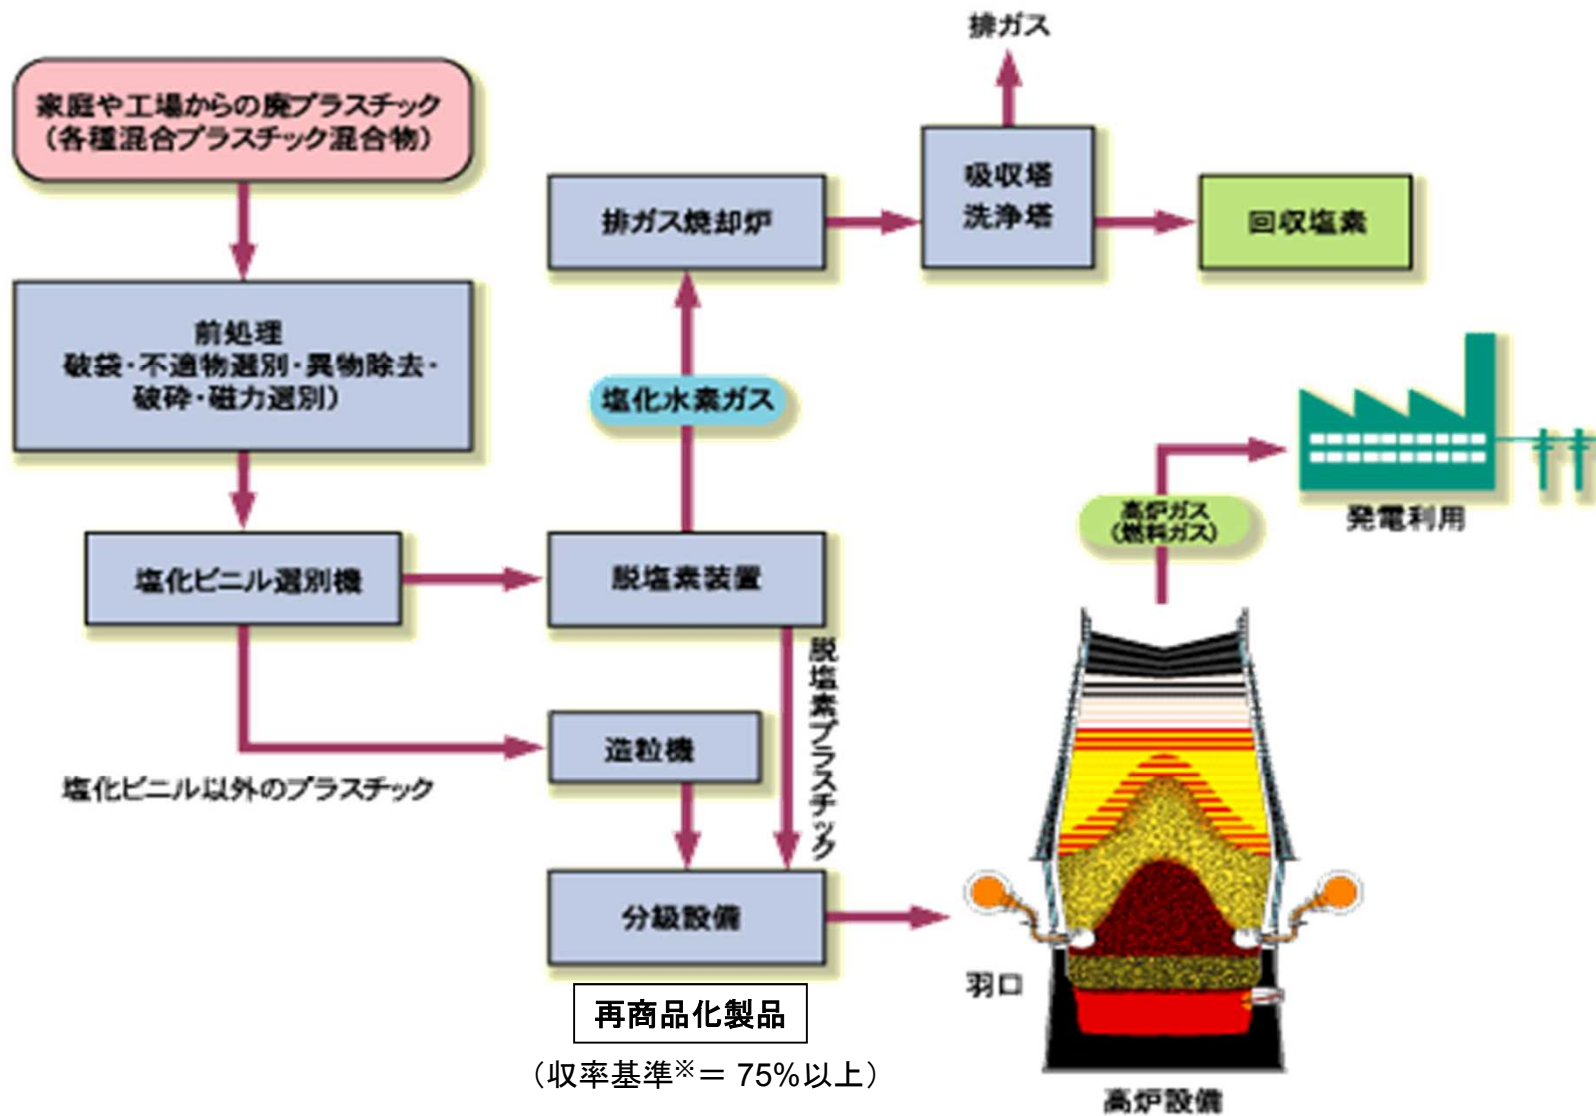 排ガス
家庭や工場からの廃プラスチック
（各種混合プラスチック混合物）
吸収塔
洗浄塔
排ガス焼却炉
回収塩素
前処理
破袋・不適物選別・異物除去・
破砕・磁力選別）
塩化水素ガス
高炉ガス
（燃料ガス）
発電利用
塩化ビニル選別機
脱塩素装置
脱塩素プラスチック
造粒機
塩化ビニル以外のプラスチック
分級設備
羽口
再商品化製品
（収率基準※＝ 75%以上）
高炉設備